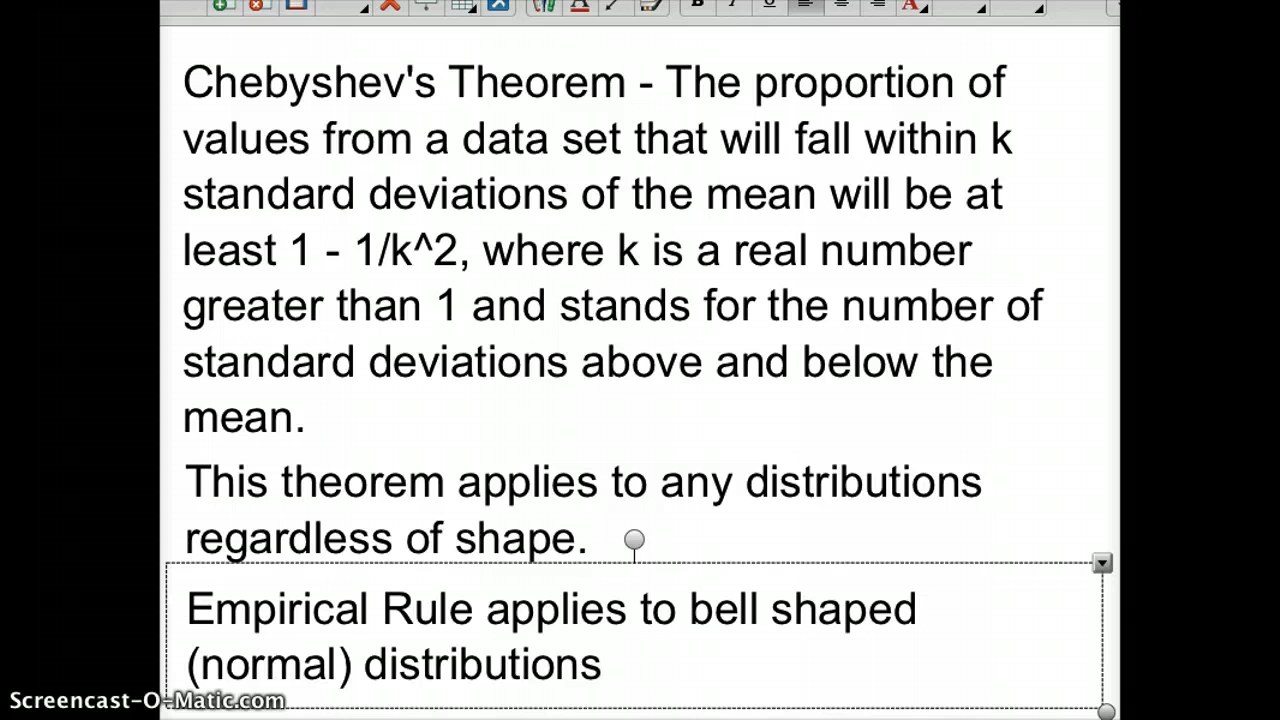 Chebyshev's Theorem - The proportion of
values from a data set that will fall within k
standard deviations of the mean will be at
least 1 - 1/k^2, where k is a real number
greater than 1 and stands for the number of
standard deviations above and below the
mean.
This theorem applies to any distributions
regardless of shape.
Empirical Rule applies to bell shaped
(normal) distributions
Screencast-O-Matic.com